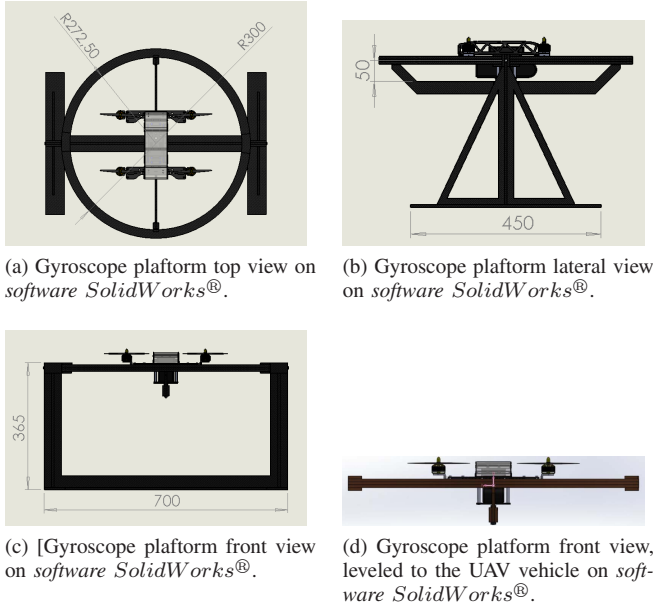 R272,50
R300
50
450
(a) Gyroscope plaftorm top view on
software SolidWorks®.
(b) Gyroscope plaftorm lateral view
on software SolidWorks®.
365
700
(c) [Gyroscope plaftorm front view
on software SolidWorks®.
(d) Gyroscope platform front view,
leveled to the UAV vehicle on soft-
ware SolidWorks®.